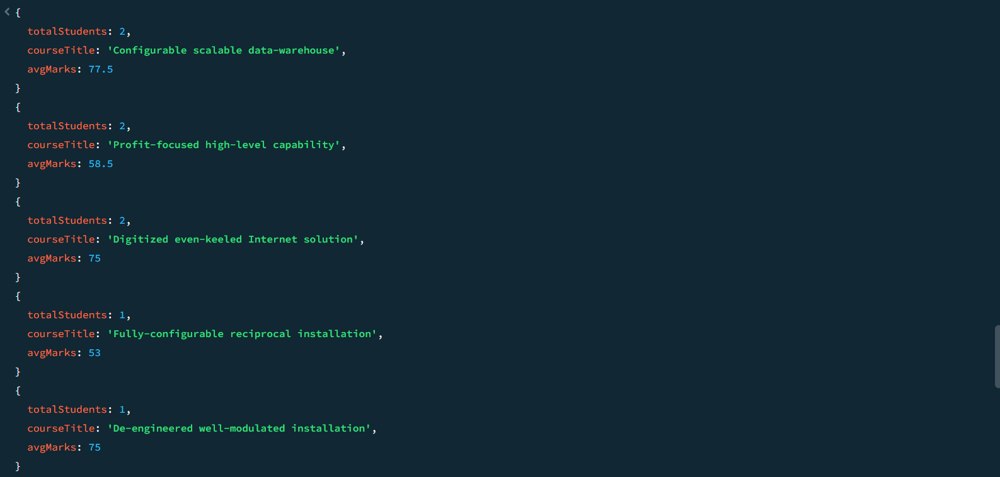 {
totalStudents: 2,
courseTitle: 'Configurable scalable data-warehouse',
avgMarks: 77.5
}
{
totalStudents: 2,
courseTitle: 'Profit-focused high-level capability',
avgMarks: 58.5
}
{
totalStudents: 2,
courseTitle: 'Digitized even-keeled Internet solution',
avgMarks: 75
}
{
totalStudents: 1,
courseTitle: 'Fully-configurable reciprocal installation',
avgMarks: 53
}
{
totalStudents: 1,
courseTitle: 'De-engineered well-modulated installation',
avgMarks: 75
}